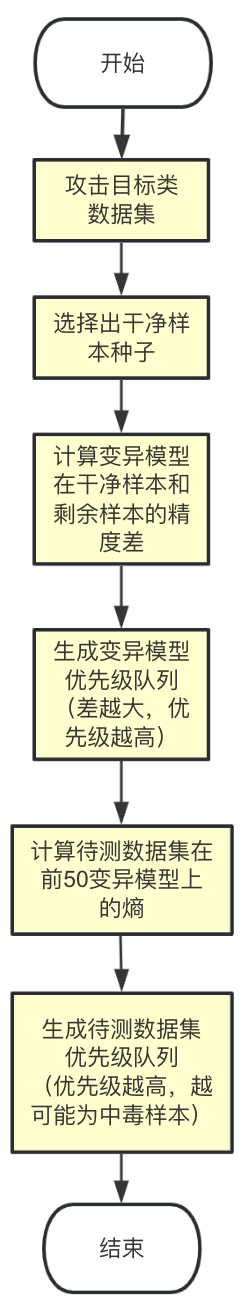 开始
攻击目标类
数据集
选择出干净样
本种子
计算变异模型
在干净样本和
剩余样本的精
度差
生成变异模型
优先级队列
（差越大，优
先级越高）
计算待测数据集在
前50变异模型上
的熵
生成待测数据集
优先级队列
（优先级越高，越
可能为中毒样本）
结束